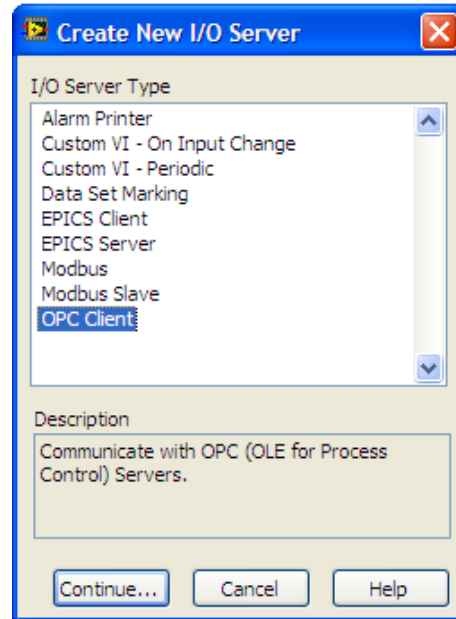 Create New I/O Server
I/O Server Type
Alarm Printer
Custom VI - On Input Change
Custom VI - Periodic
Data Set Marking
EPICS Client
EPICS Server
Modbus
Modbus Slave
OPC Client
Description
Communicate with OPC (OLE for Process
Control) Servers.
Continue... Cancel Help